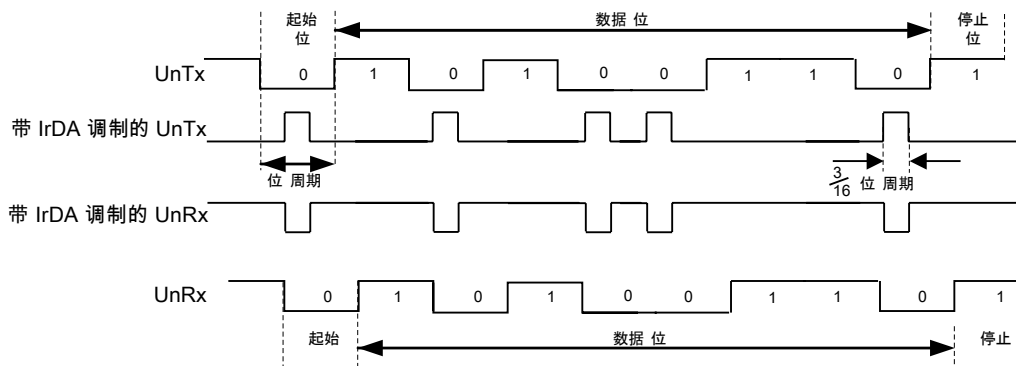 起始
位
数据 位
停止
位
UnTx
0 1 0 1 0 0 1 1 0 1
带 IrDA 调制的 UnTx
位 周期
3/16 位 周期
带 IrDA 调制的 UnRx
UnRx
0 1 0 1 0 0 1 1 0 1
起始
数据 位
停止